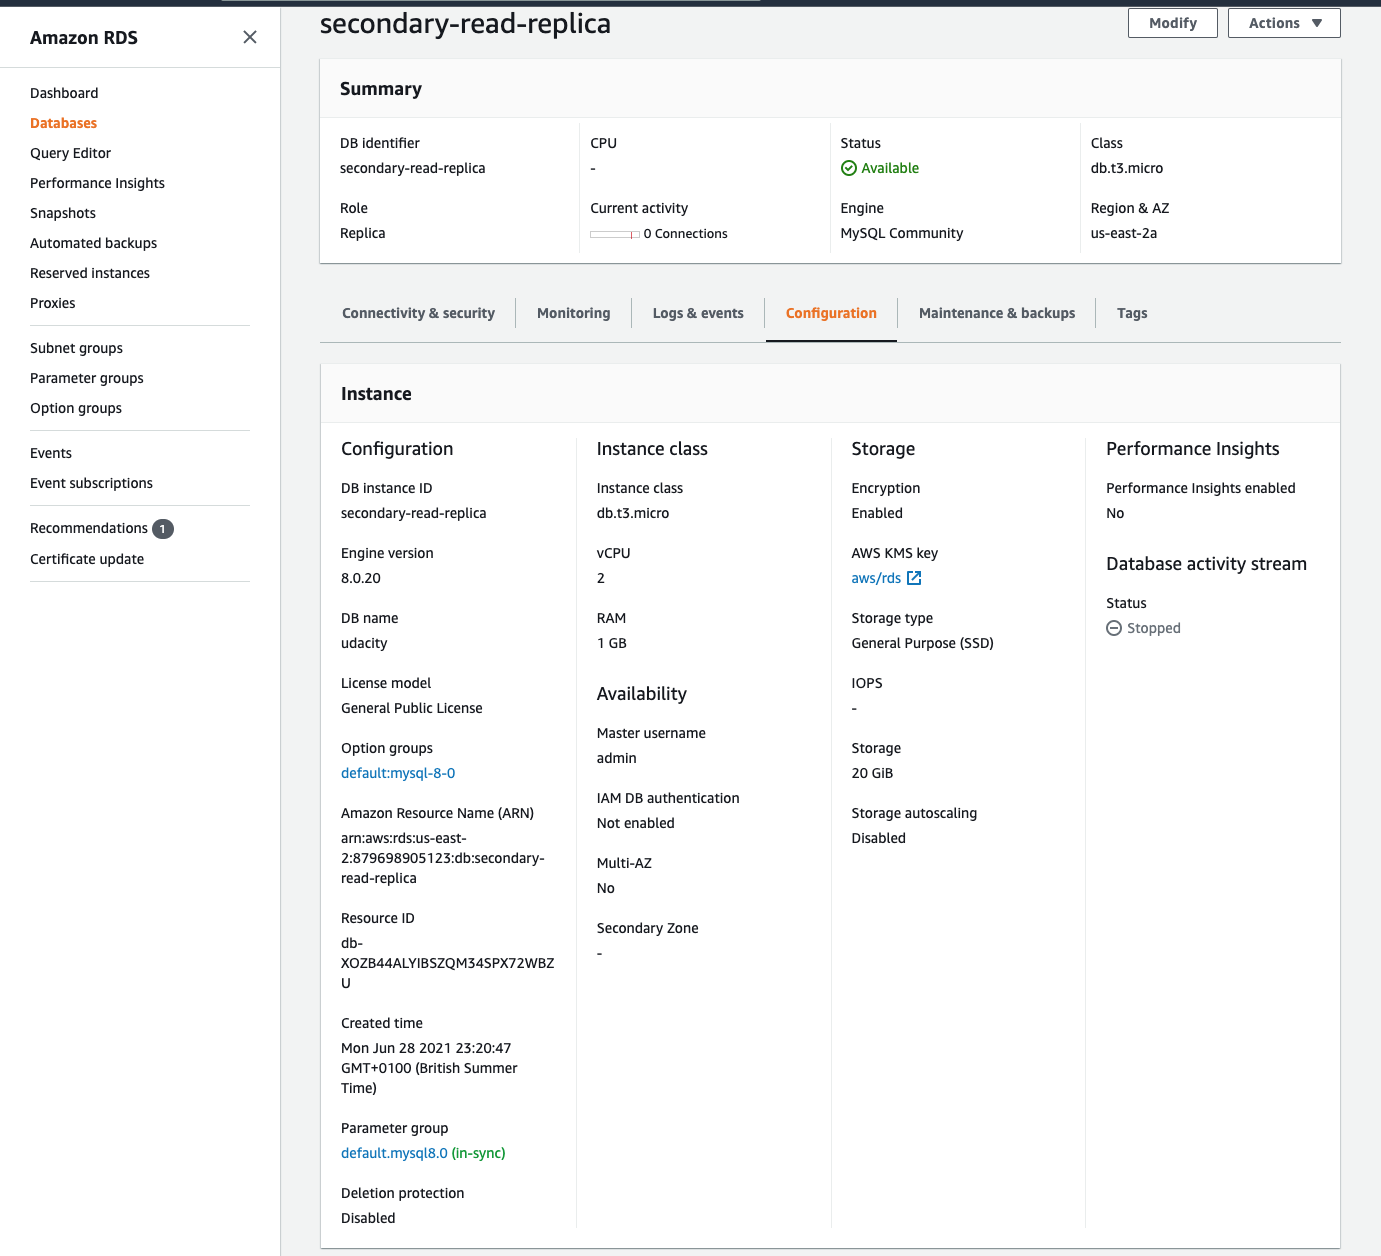 Amazon RDS
Dashboard
Databases
Query Editor
Performance Insights
Snapshots
Automated backups
Reserved instances
Proxies
Subnet groups
Parameter groups
Option groups
Events
Event subscriptions
Recommendations 1
Certificate update
secondary-read-replica
Modify
Actions
Summary
DB identifier
secondary-read-replica
Role
Replica
CPU
-
Current activity
0 Connections
Status
Available
Engine
MySQL Community
Class
db.t3.micro
Region & AZ
us-east-2a
Connectivity & security
Monitoring
Logs & events
Configuration
Maintenance & backups
Tags
Instance
Configuration
DB instance ID
secondary-read-replica
Engine version
8.0.20
DB name
udacity
License model
General Public License
Option groups
default:mysql-8-0
Amazon Resource Name (ARN)
arn:aws:rds:us-east-
2:879698905123:db:secondary-
read-replica
Resource ID
db-
XOZB44ALYIBSZQM34SPX72WBZ
U
Created time
Mon Jun 28 2021 23:20:47
GMT+0100 (British Summer
Time)
Parameter group
default.mysql8.0 (in-sync)
Deletion protection
Disabled
Instance class
Instance class
db.t3.micro
vCPU
2
RAM
1 GB
Availability
Master username
admin
IAM DB authentication
Not enabled
Multi-AZ
No
Secondary Zone
-
Storage
Encryption
Enabled
AWS KMS key
aws/rds
Storage type
General Purpose (SSD)
IOPS
-
Storage
20 GiB
Storage autoscaling
Disabled
Performance Insights
Performance Insights enabled
No
Database activity stream
Status
Stopped